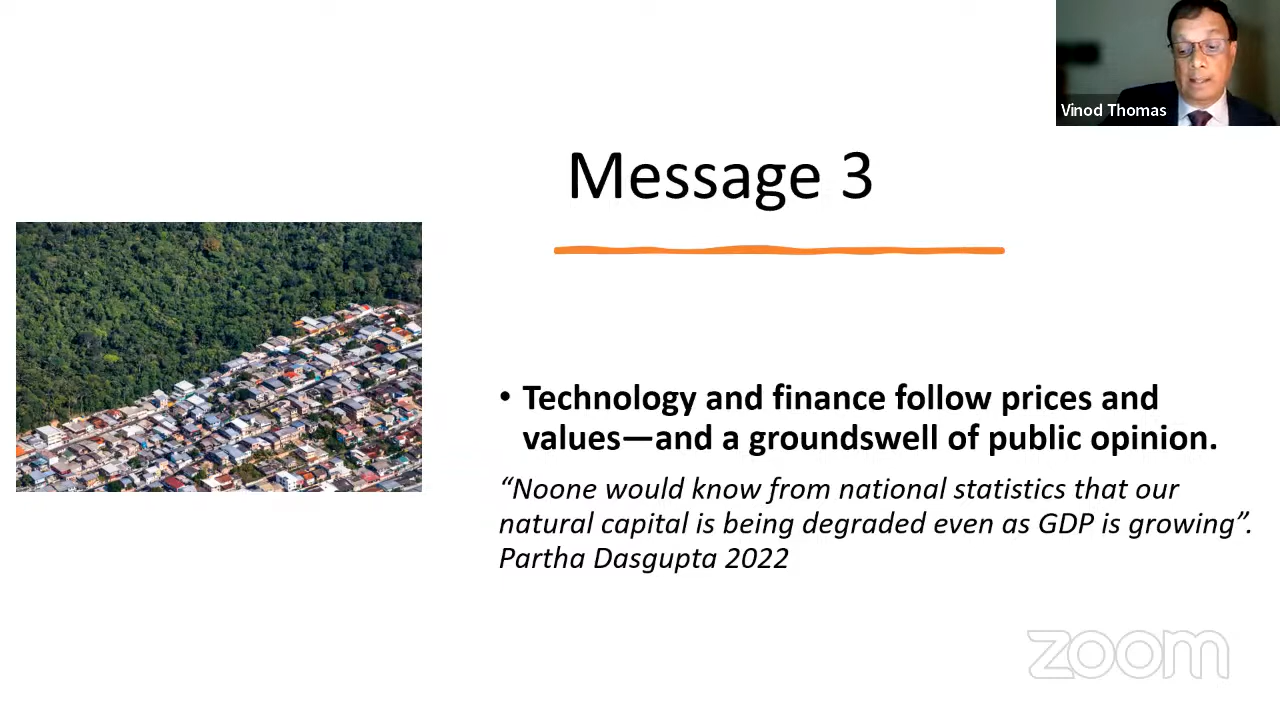 Vinod Thomas
Message 3
• Technology and finance follow prices and
values—and a groundswell of public opinion.
“Noone would know from national statistics that our
natural capital is being degraded even as GDP is growing”.
Partha Dasgupta 2022
zoom